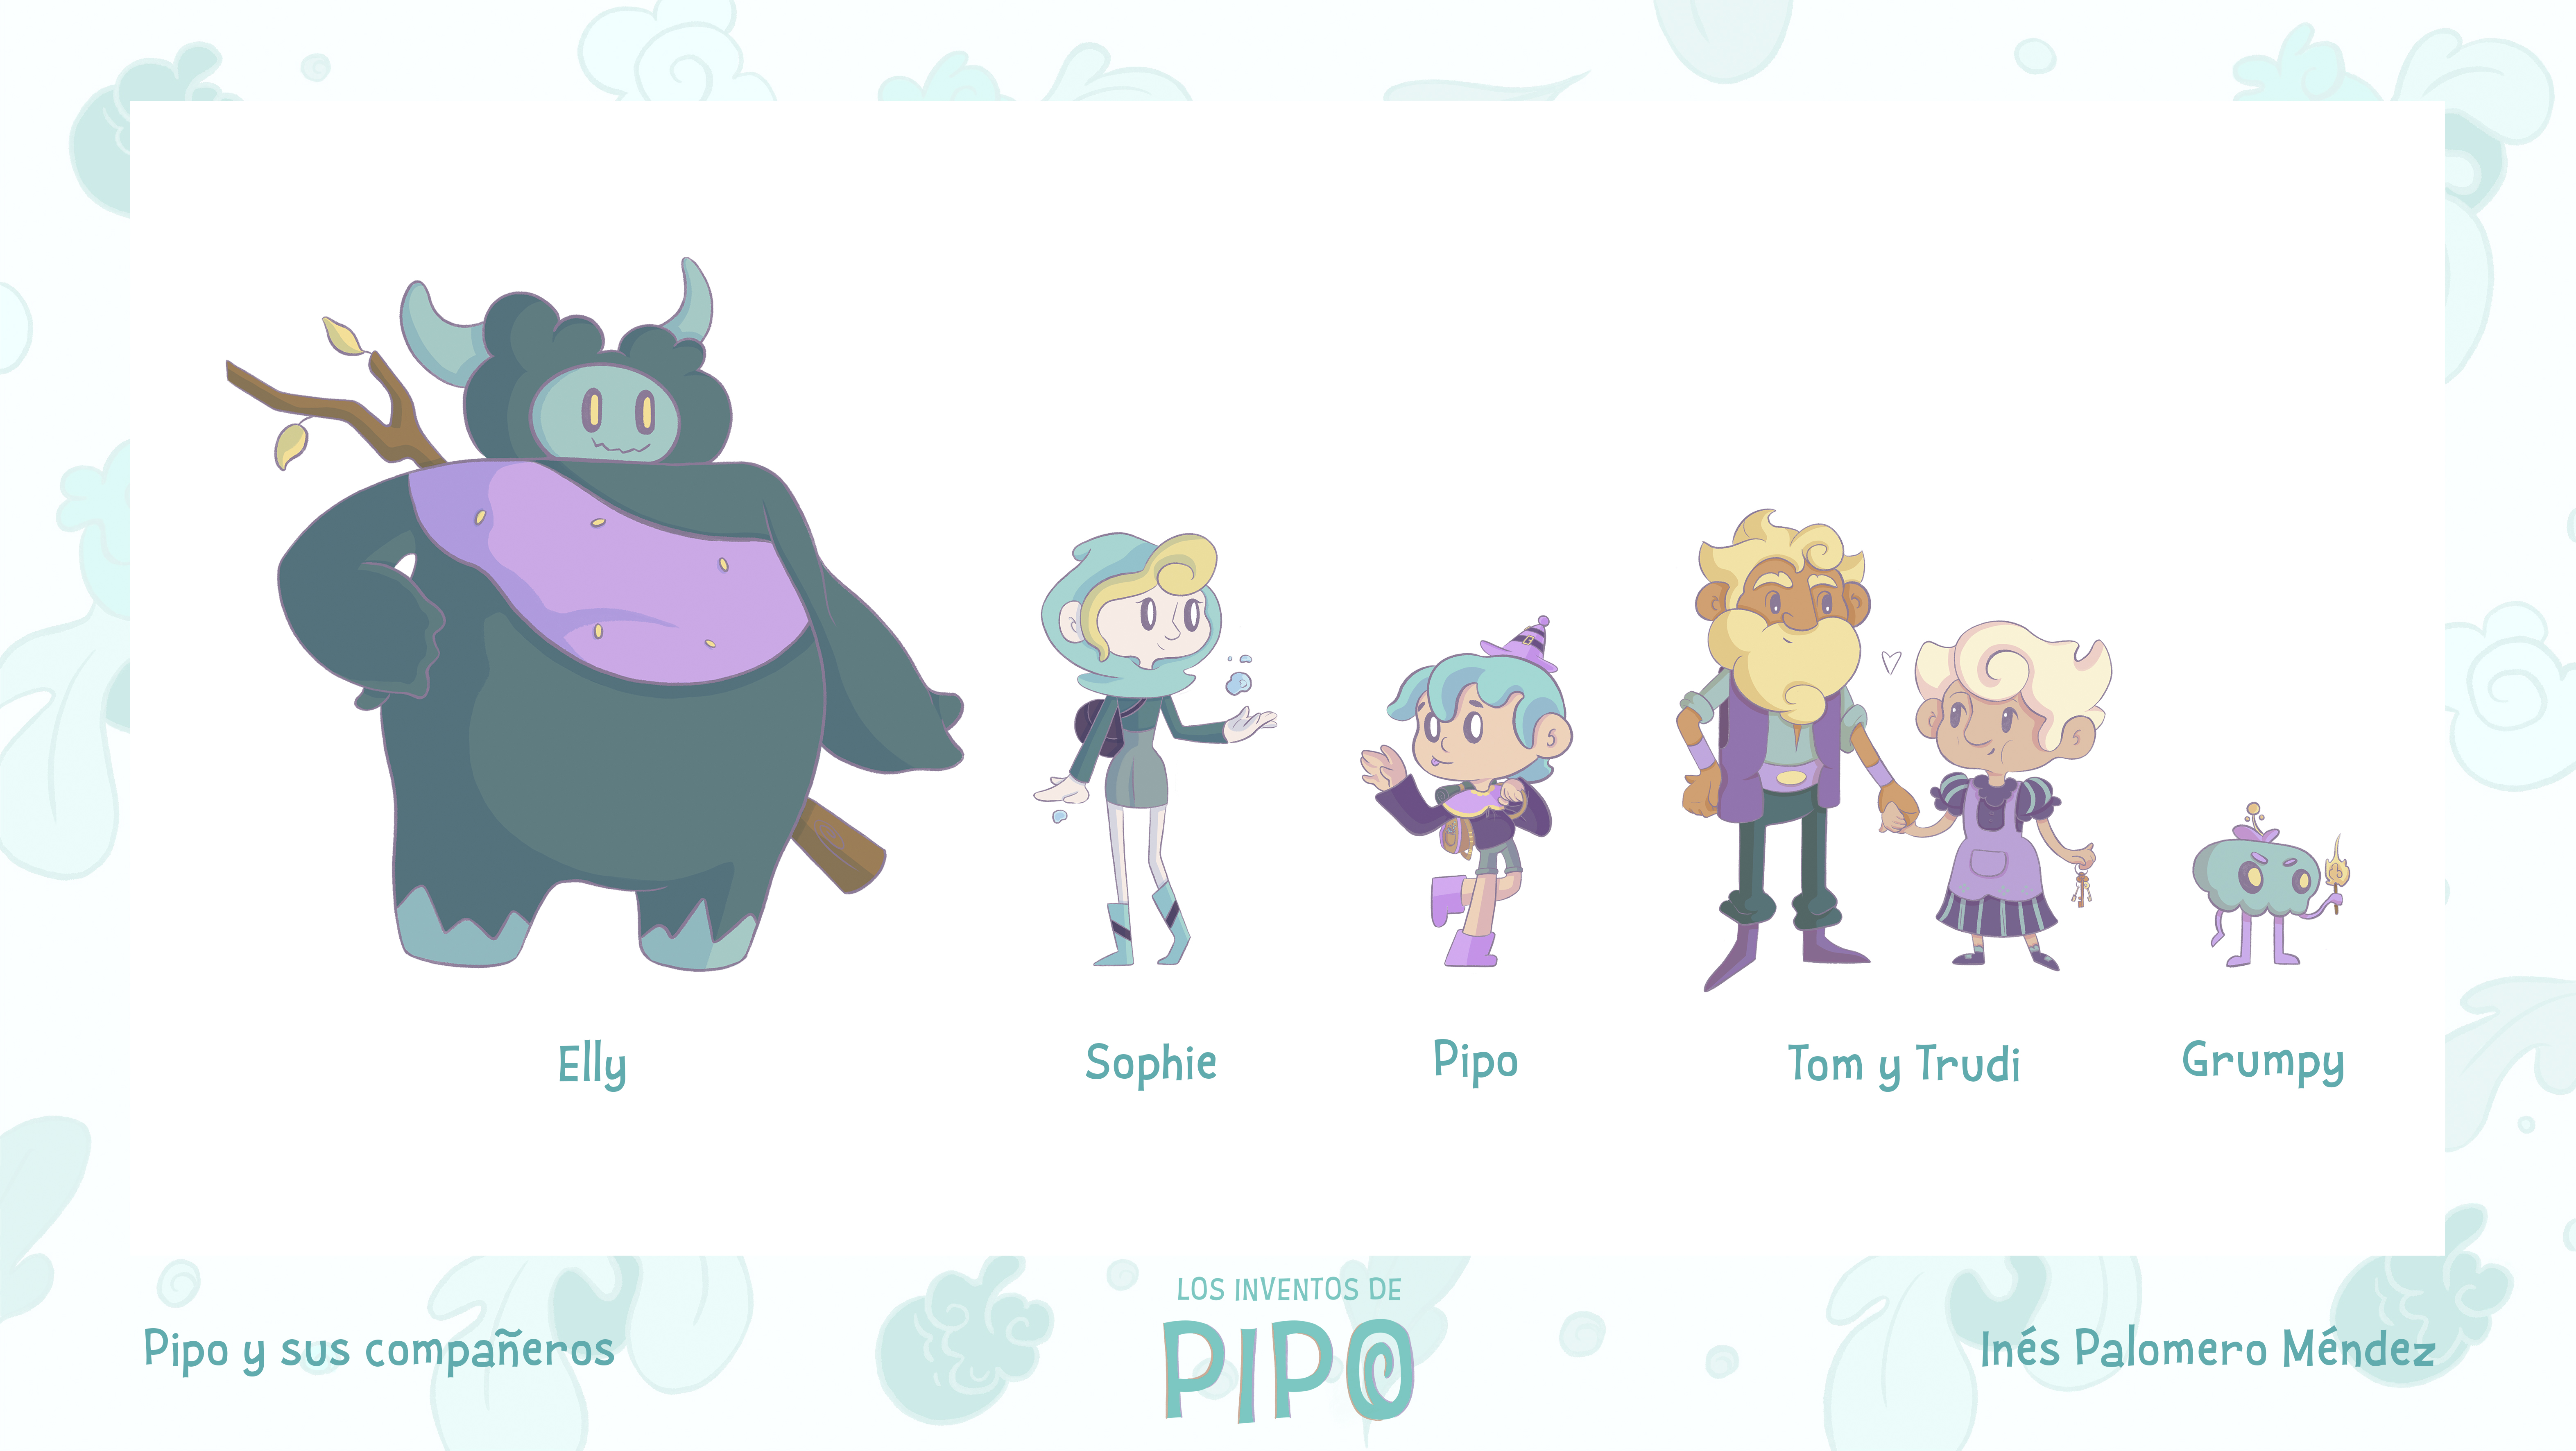 Elly
Sophie
Pipo
Tom y Trudi
Grumpy
Pipo y sus compañeros
LOS INVENTOS DE
PIPO
Inés Palomero Méndez